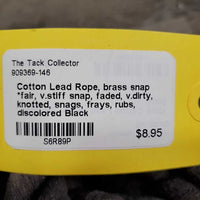 The Tack Collector
909369-146
Cotton Lead Rope, brass snap
*fair, v.stiff snap, faded, v.dirty,
knotted, snags, frays, rubs,
discolored Black
$8.95
S6R89P